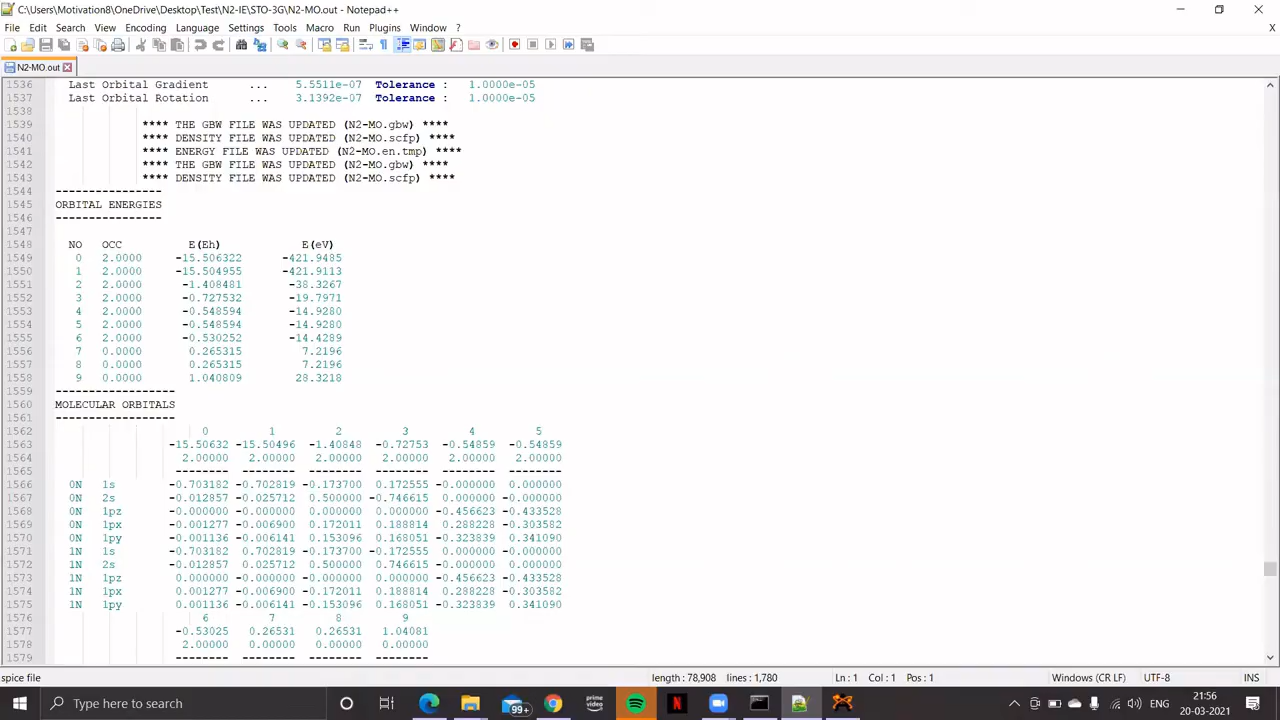 C:\Users\Motivation8\OneDrive\Desktop\Test\N2-IE\STO-3G\N2-MO.out - Notepad++
File Edit Search View Encoding Language Settings Tools Macro Run Plugins Window ? X
N2-MO.out
1536 Last Orbital Gradient ... 5.5511e-07 Tolerance : 1.0000e-05
1537 Last Orbital Rotation ... 3.1392e-07 Tolerance : 1.0000e-05
1538
1539 **** THE GBW FILE WAS UPDATED (N2-MO.gbw) ****
1540 **** DENSITY FILE WAS UPDATED (N2-MO.scfp) ****
1541 **** ENERGY FILE WAS UPDATED (N2-MO.en.tmp) ****
1542 **** THE GBW FILE WAS UPDATED (N2-MO.gbw) ****
1543 **** DENSITY FILE WAS UPDATED (N2-MO.scfp) ****
1544 ----------------
1545 ORBITAL ENERGIES
1546 ----------------
1547
1548 NO OCC E(Eh) E(eV)
1549 0 2.0000 -15.506322 -421.9485
1550 1 2.0000 -15.504955 -421.9113
1551 2 2.0000 -1.408481 -38.3267
1552 3 2.0000 -0.727532 -19.7971
1553 4 2.0000 -0.548594 -14.9280
1554 5 2.0000 -0.548594 -14.9280
1555 6 2.0000 -0.530252 -14.4289
1556 7 0.0000 0.265315 7.2196
1557 8 0.0000 0.265315 7.2196
1558 9 0.0000 1.040809 28.3218
1559 ------------------
1560 MOLECULAR ORBITALS
1561 ------------------
1562 0 1 2 3 4 5
1563 -15.50632 -15.50496 -1.40848 -0.72753 -0.54859 -0.54859
1564 2.00000 2.00000 2.00000 2.00000 2.00000 2.00000
1565 -------- -------- -------- -------- -------- --------
1566 0N 1s -0.703182 -0.702819 -0.173700 0.172555 -0.000000 0.000000
1567 0N 2s -0.012857 -0.025712 0.500000 -0.746615 0.000000 -0.000000
1568 0N 1pz -0.000000 -0.000000 0.000000 0.000000 -0.456623 -0.433528
1569 0N 1px -0.001277 -0.006900 0.172011 0.188814 0.288228 -0.303582
1570 0N 1py -0.001136 -0.006141 0.153096 0.168051 -0.323839 0.341090
1571 1N 1s -0.703182 0.702819 -0.173700 -0.172555 0.000000 -0.000000
1572 1N 2s -0.012857 0.025712 0.500000 0.746615 -0.000000 0.000000
1573 1N 1pz 0.000000 -0.000000 -0.000000 0.000000 -0.456623 -0.433528
1574 1N 1px 0.001277 -0.006900 -0.172011 0.188814 0.288228 -0.303582
1575 1N 1py 0.001136 -0.006141 -0.153096 0.168051 -0.323839 0.341090
1576 6 7 8 9
1577 -0.53025 0.26531 0.26531 1.04081
1578 2.00000 0.00000 0.00000 0.00000
1579 -------- -------- -------- --------
spice file length : 78,908 lines : 1,780 Ln : 1 Col : 1 Pos : 1 Windows (CR LF) UTF-8 INS
Type here to search
99+
prime video
N
ENG
21:56
20-03-2021